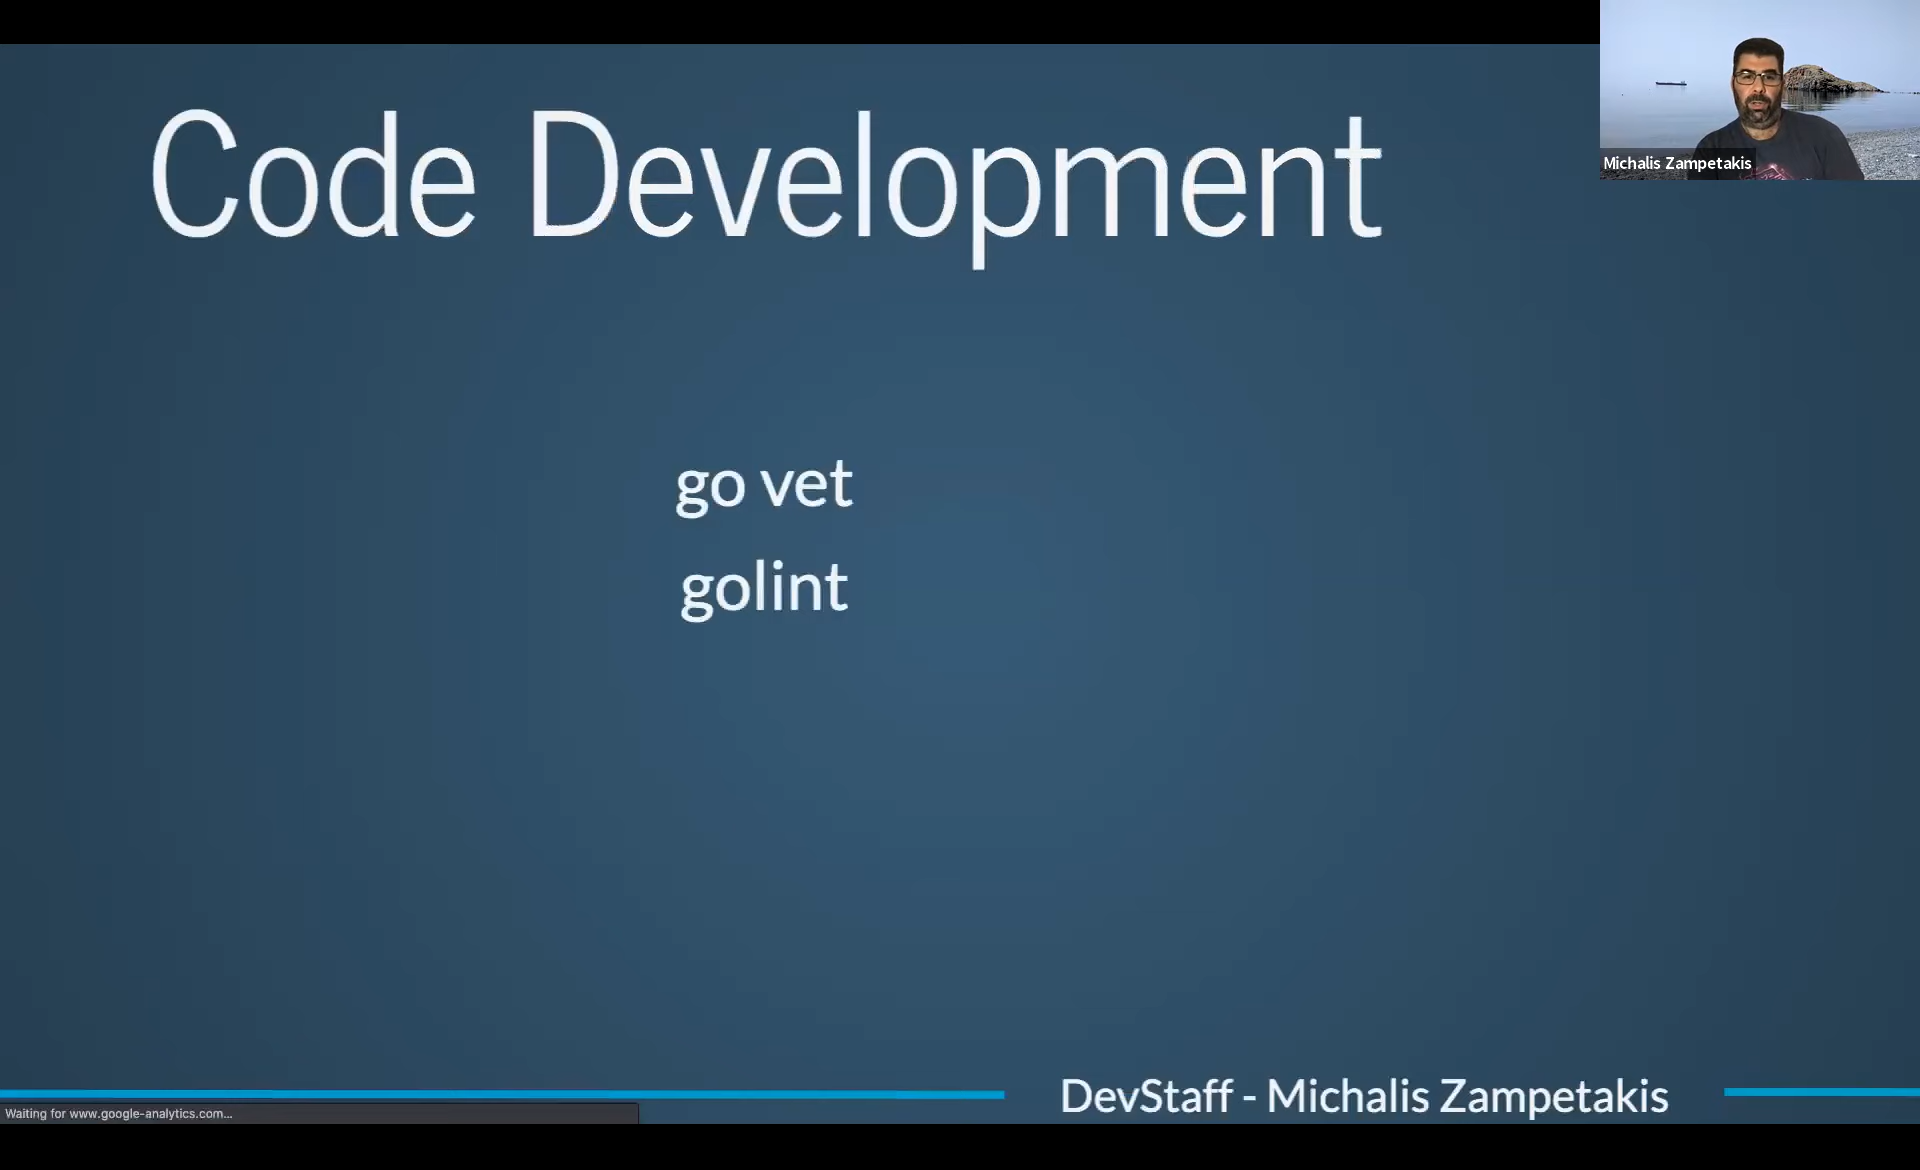 Code Development
Michalis Zampetakis
go vet
golint
DevStaff - Michalis Zampetakis
Waiting for www.google-analytics.com...